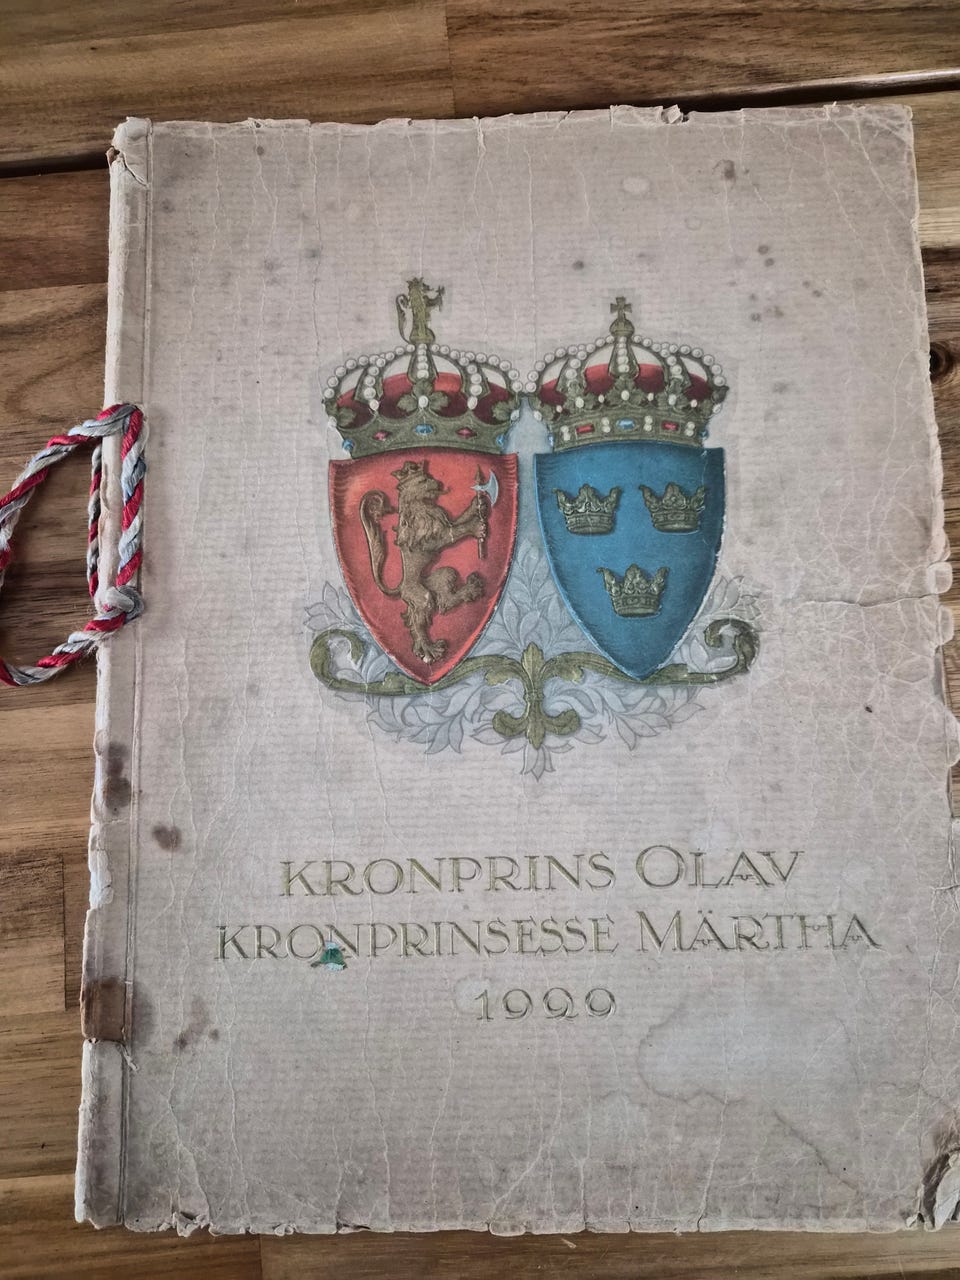 KRONPRINS OLAV
KRONPRINSESSE MÄRTHA
1929